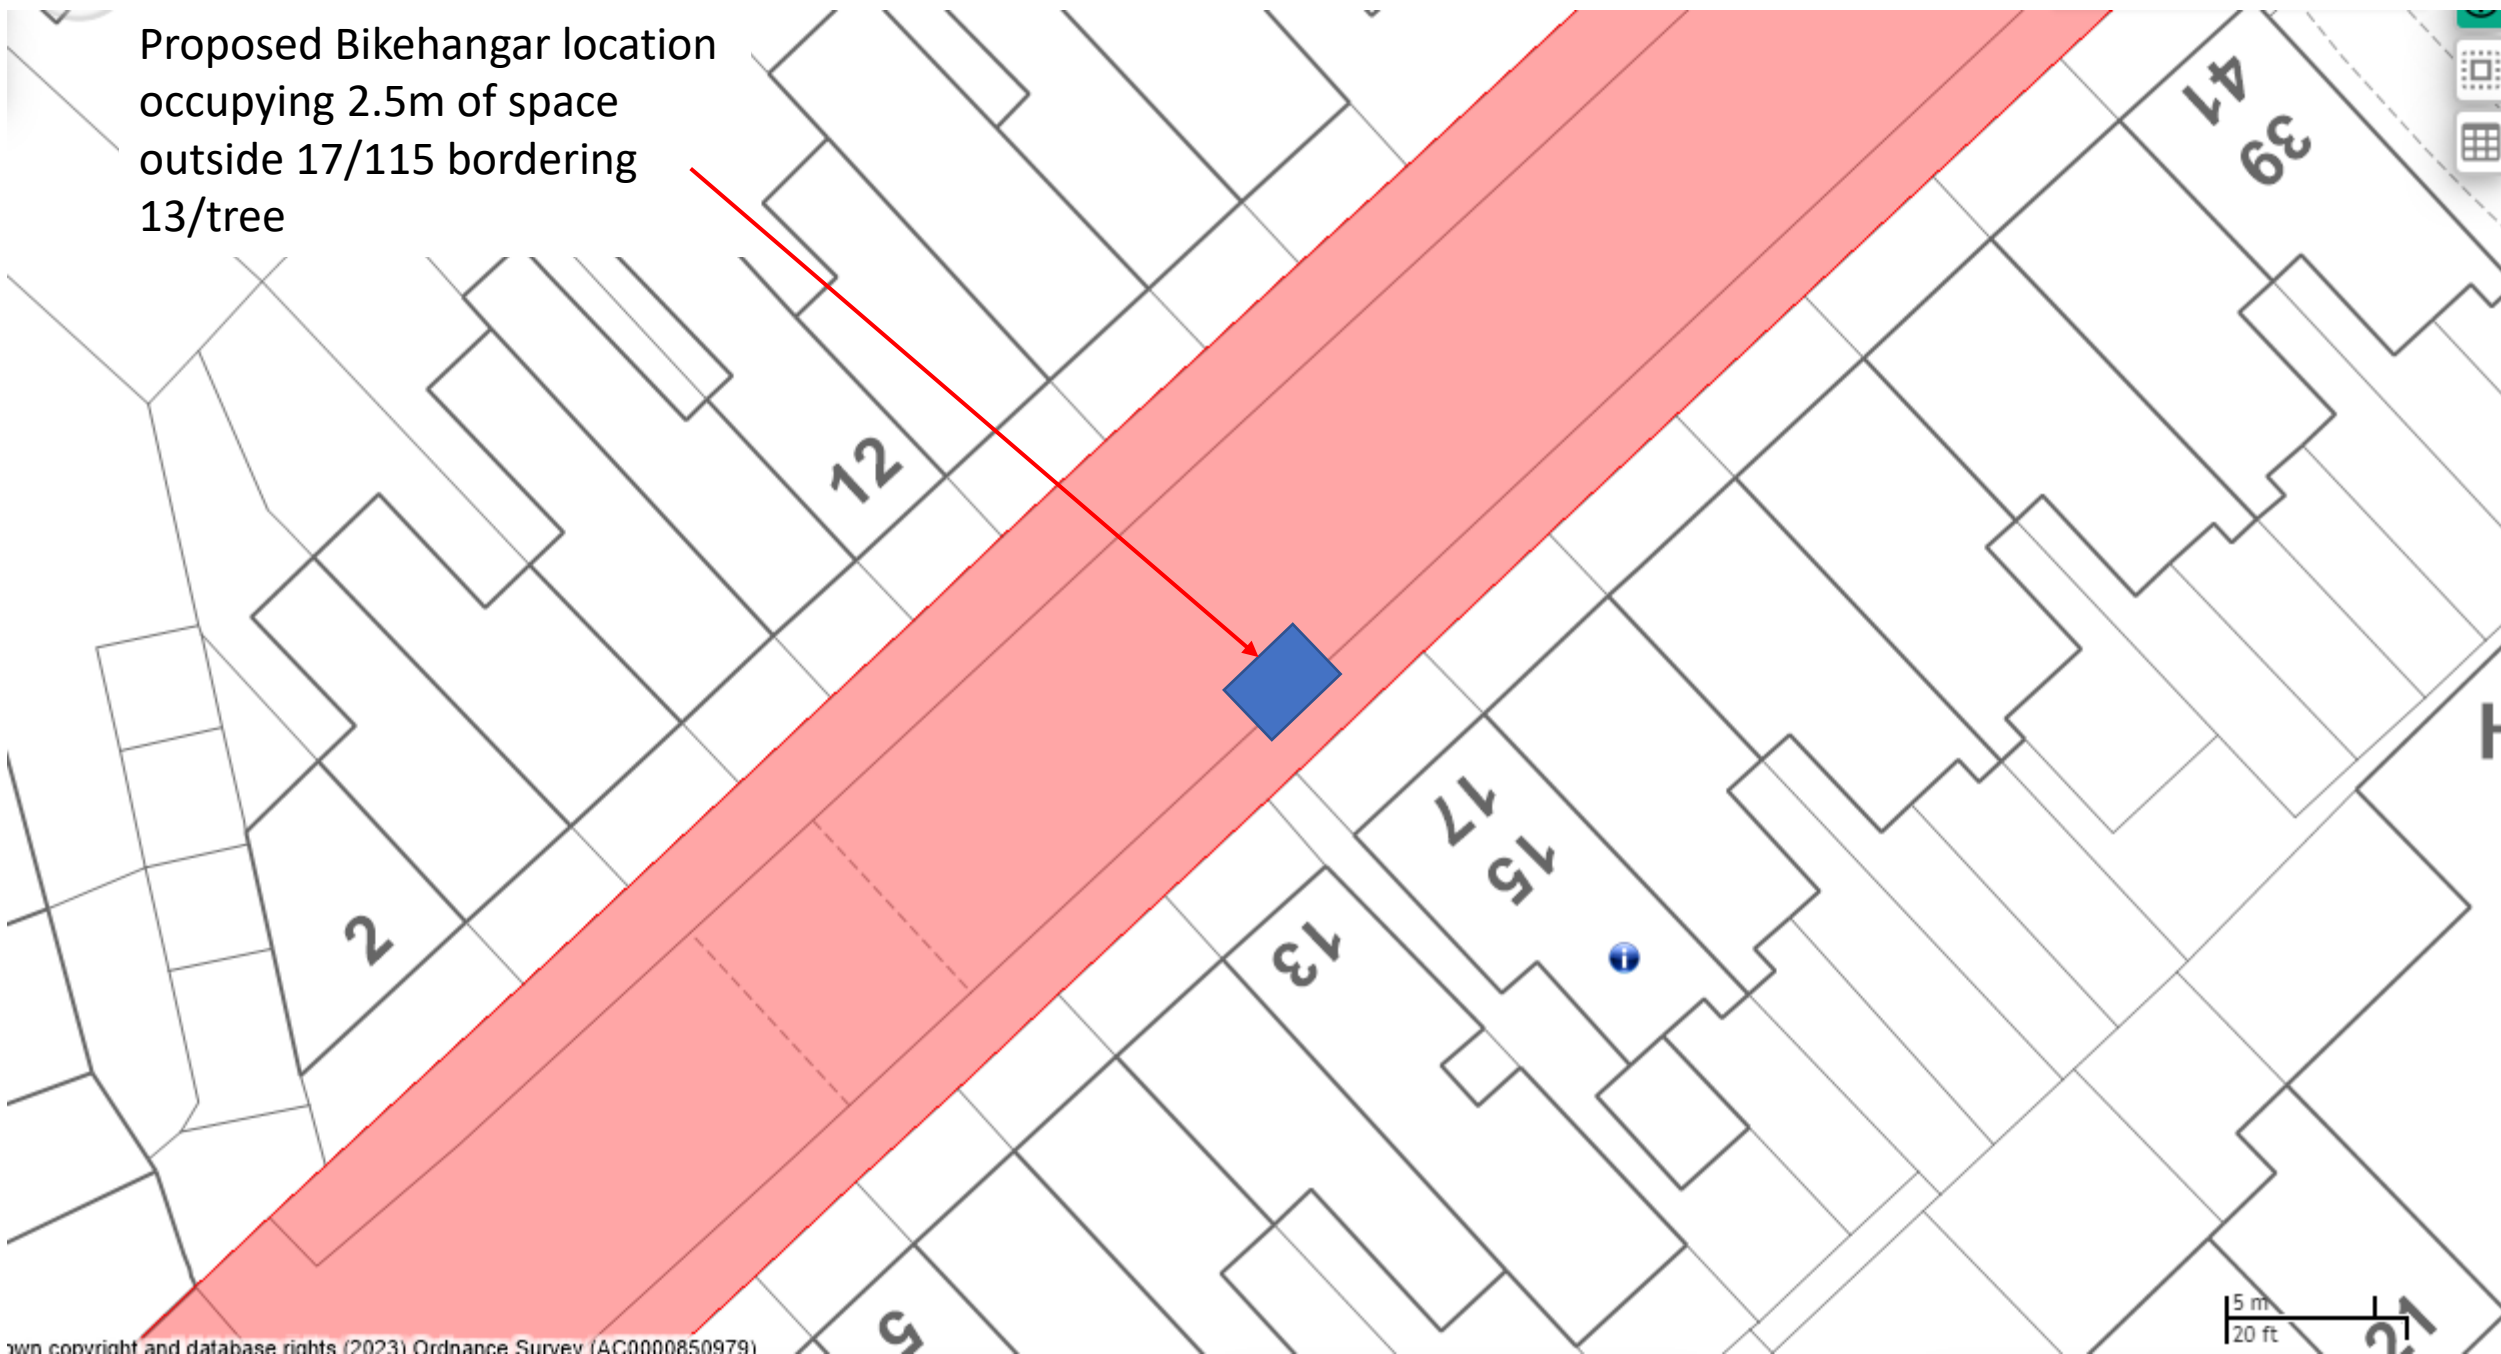 Proposed Bikehangar location
occupying 2.5m of space
outside 17/115 bordering
13/tree
41
39
12
17
15
13
2
5
21
H
5 m
20 ft
own copyright and database rights (2023) Ordnance Survey (AC0000850979)